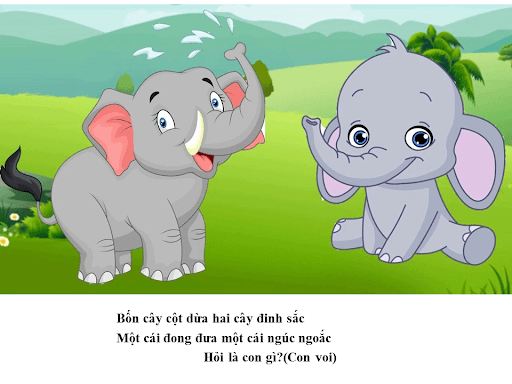 Bốn cây cột dừa hai cây đinh sắc
Một cái đong đưa một cái ngúc ngoắc
Hỏi là con gì?(Con voi)